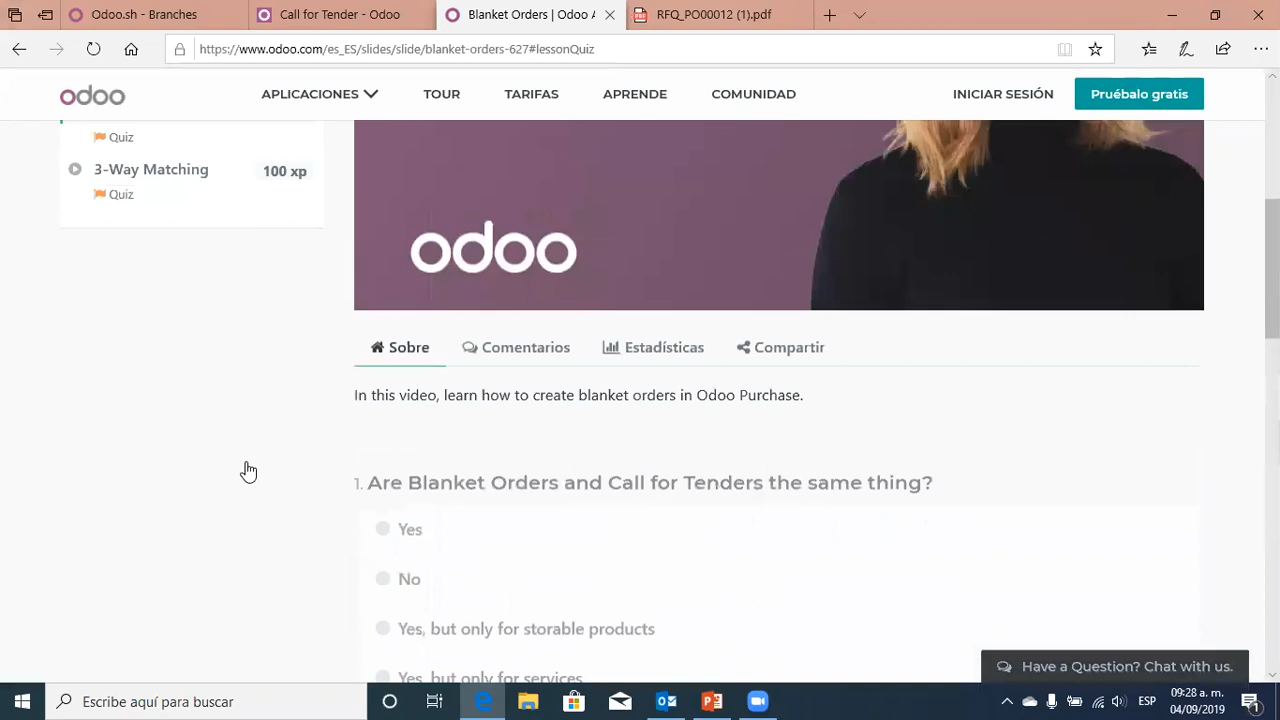 Odoo.sh - Branches
Call for Tender - Odoo
Blanket Orders | Odoo A
RFQ_PO00012 (1).pdf
https://www.odoo.com/es_ES/slides/slide/blanket-orders-627#lessonQuiz
odoo
APLICACIONES
TOUR
TARIFAS
APRENDE
COMUNIDAD
INICIAR SESIÓN
Pruébalo gratis
Quiz
3-Way Matching
100 xp
Quiz
odoo
Sobre
Comentarios
Estadísticas
Compartir
In this video, learn how to create blanket orders in Odoo Purchase.
1. Are Blanket Orders and Call for Tenders the same thing?
Yes
No
Yes, but only for storable products
Yes, but only for services
Have a Question? Chat with us.
Escribe aquí para buscar
ESP
09:28 a. m.
04/09/2019
1